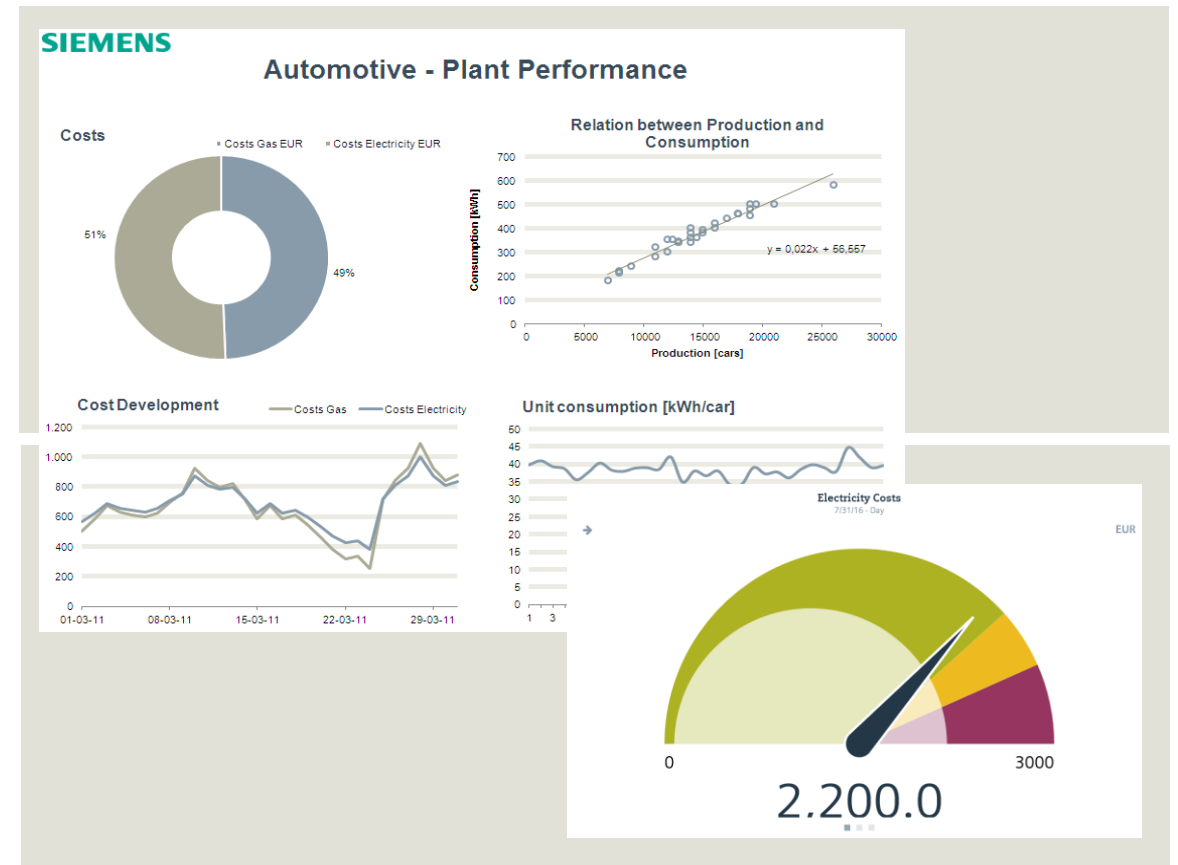 SIEMENS
Automotive - Plant Performance
Costs
Costs Gas EUR
Costs Electricity EUR
51%
49%
Relation between Production and
Consumption
700
600
500
400
300
200
100
0
Consumption [kWh]
y = 0,022x + 56,557
0 5000 10000 15000 20000 25000 30000
Production [cars]
Cost Development
Costs Gas
Costs Electricity
1.200
1.000
800
600
400
200
0
01-03-11 08-03-11 15-03-11 22-03-11 29-03-11
Unit consumption [kWh/car]
50
45
40
35
30
25
20
15
10
5
0
1 3
Electricity Costs
7/31/16 - Day
EUR
0
3000
2,200.0